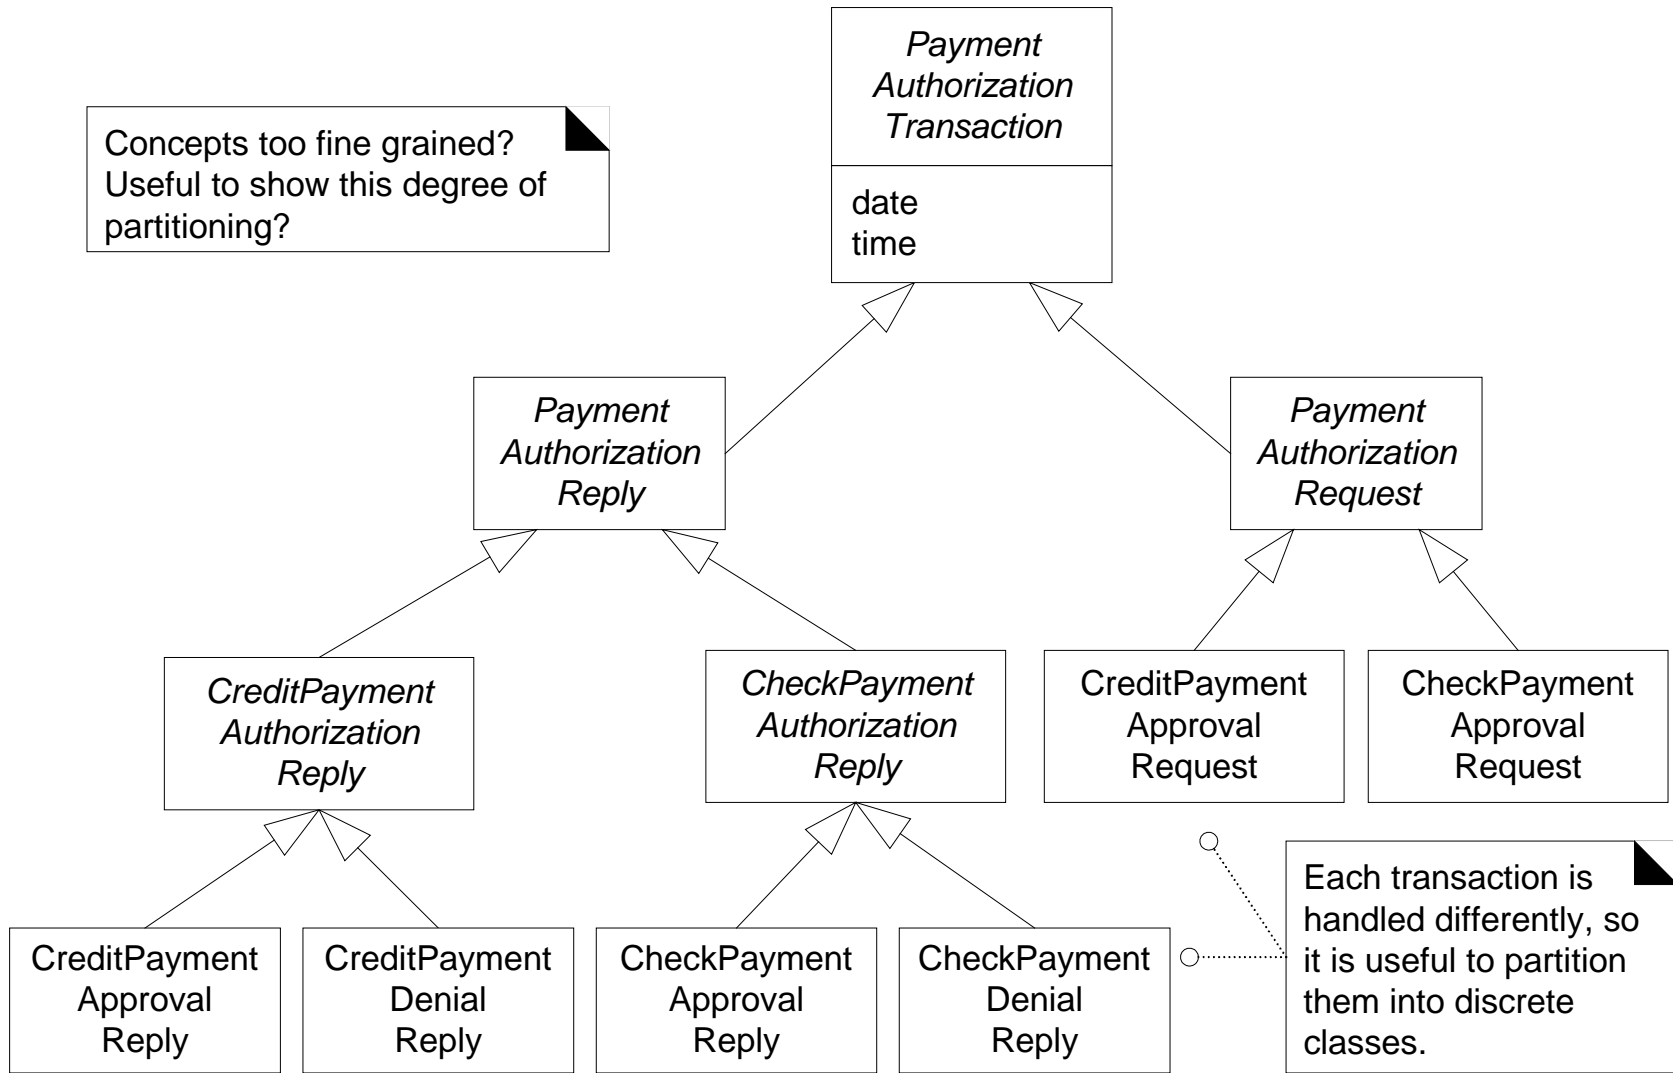 Payment
Authorization
Transaction
date
time
Concepts too fine grained?
Useful to show this degree of
partitioning?
Payment
Authorization
Reply
Payment
Authorization
Request
CreditPayment
Authorization
Reply
CheckPayment
Authorization
Reply
CreditPayment
Approval
Request
CheckPayment
Approval
Request
CreditPayment
Approval
Reply
CreditPayment
Denial
Reply
CheckPayment
Approval
Reply
CheckPayment
Denial
Reply
Each transaction is
handled differently, so
it is useful to partition
them into discrete
classes.